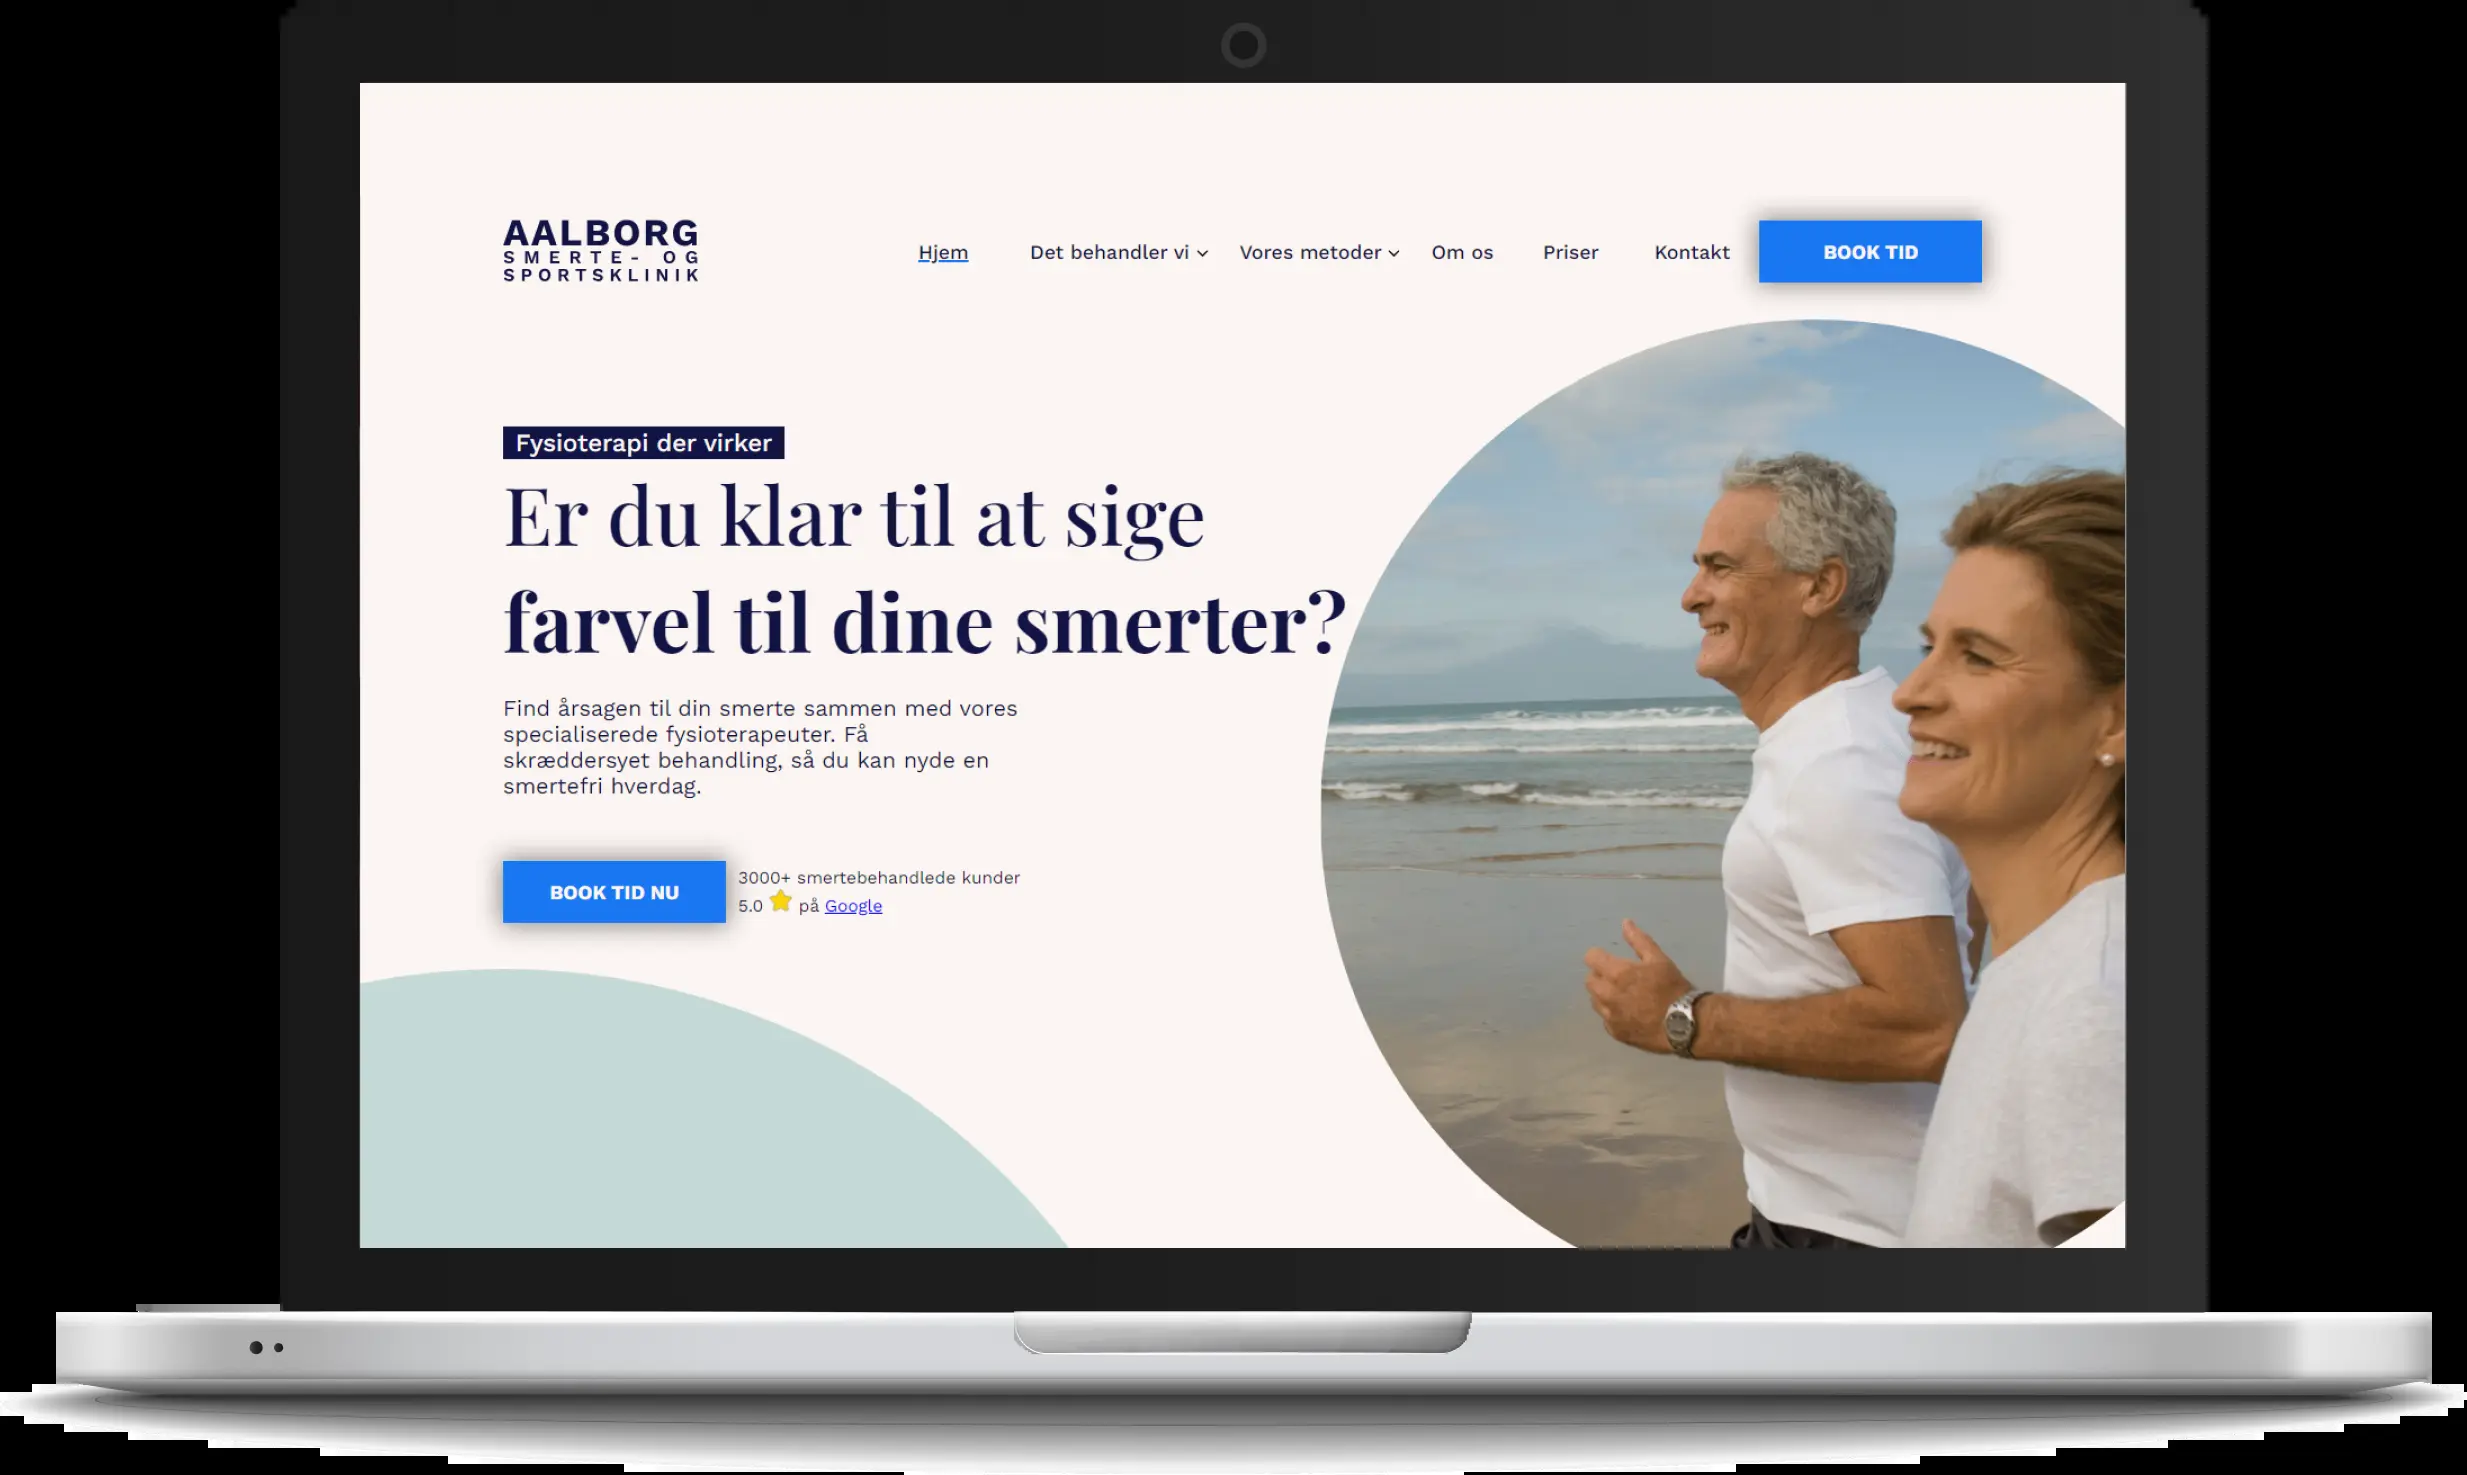 AALBORG
SMERTE- OG
SPORTSKLINIK
Hjem
Det behandler vi
Vores metoder
Om os
Priser
Kontakt
BOOK TID
Fysioterapi der virker
Er du klar til at sige
farvel til dine smerter?
Find årsagen til din smerte sammen med vores
specialiserede fysioterapeuter. Få
skræddersyet behandling, så du kan nyde en
smertefri hverdag.
BOOK TID NU
3000+ smertebehandlede kunder
5.0 ⭐ på Google